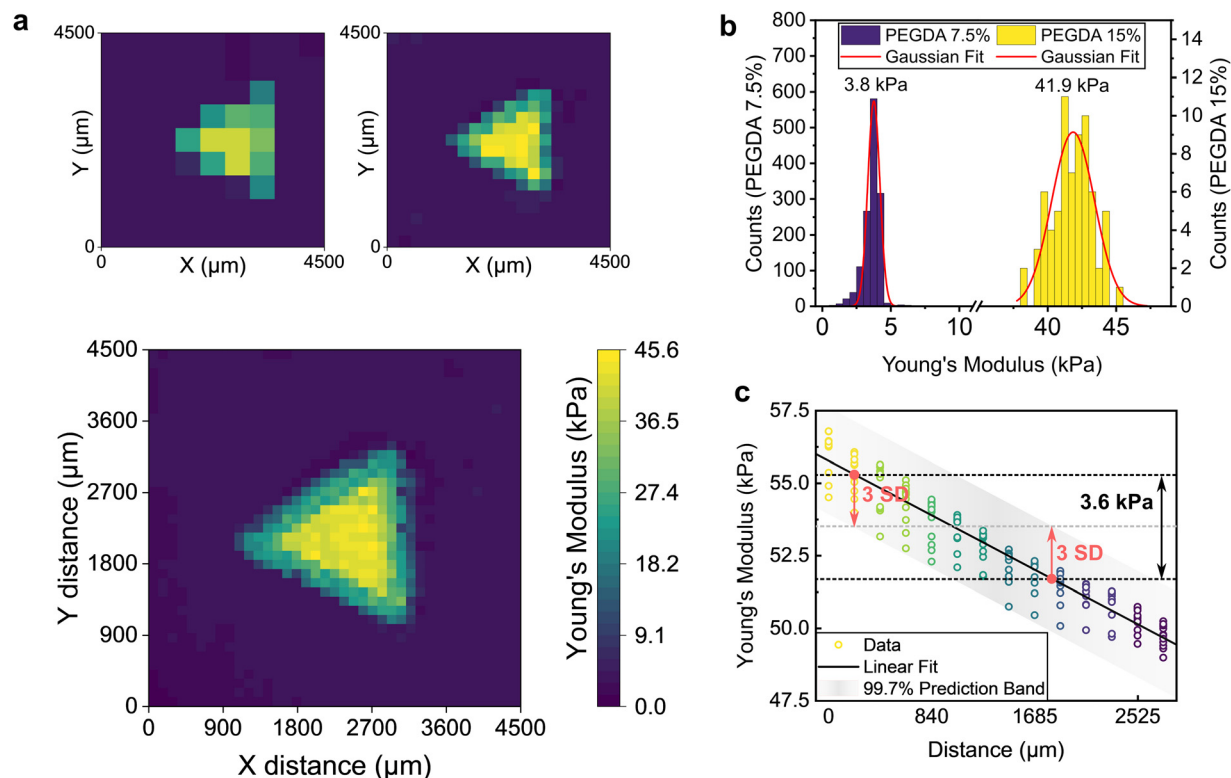 a
4500
Y (µm)
0
0
X (µm)
4500
4500
Y (µm)
0
0
X (µm)
4500
4500
3600
2700
1800
900
0
Y distance (µm)
0
900
1800
2700
3600
4500
X distance (µm)
45.6
36.5
27.4
18.2
9.1
0.0
Young's Modulus (kPa)
b
800
700
600
500
400
300
200
100
0
Counts (PEGDA 7.5%)
PEGDA 7.5%
PEGDA 15%
Gaussian Fit
Gaussian Fit
3.8 kPa
41.9 kPa
14
12
10
8
6
4
2
0
Counts (PEGDA 15%)
0
5
10
40
45
Young's Modulus (kPa)
c
57.5
55.0
52.5
50.0
47.5
Young's Modulus (kPa)
3 SD
3 SD
3.6 kPa
Data
Linear Fit
99.7% Prediction Band
0
840
1685
2525
Distance (µm)